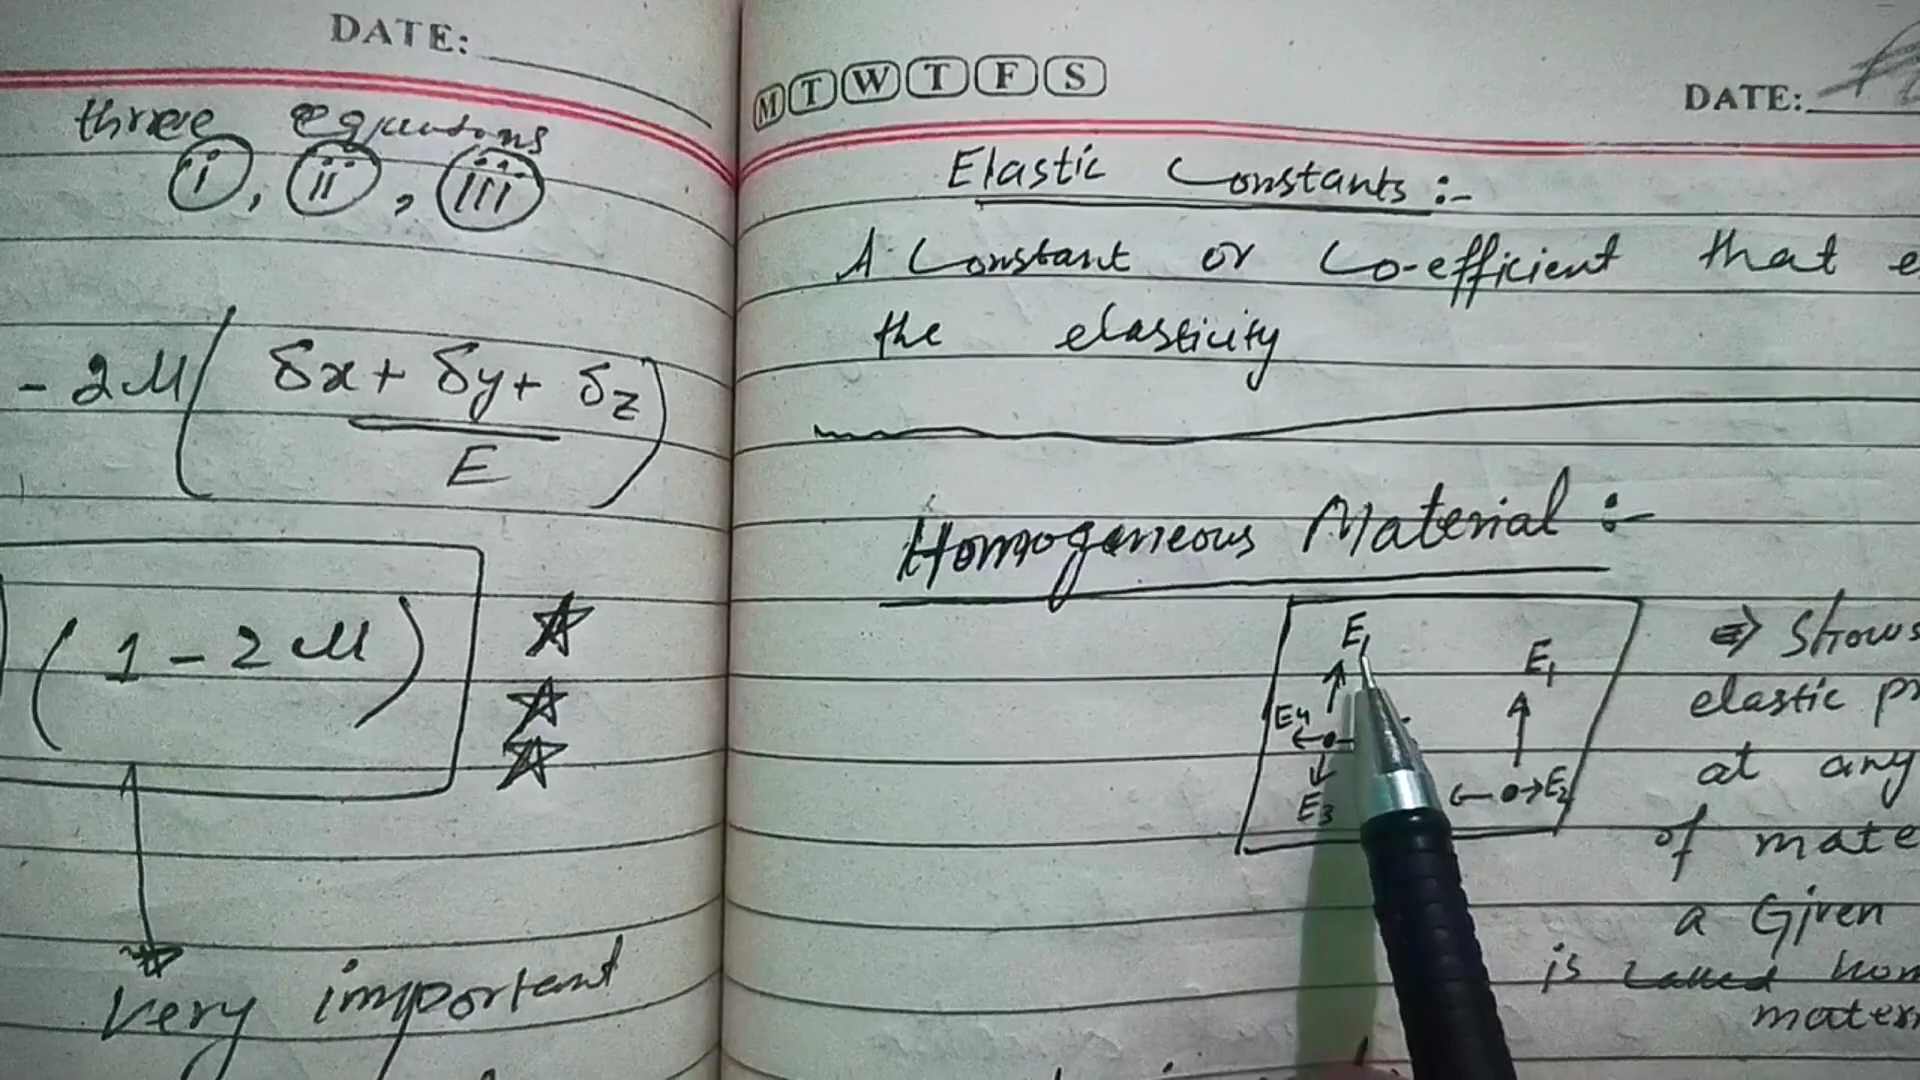 DATE:
three equations
i , ii , iii
- 2μ ( δx + δy + δz
E )
( 1 - 2μ )
very important
M T W T F S
DATE:
Elastic Constants :-
A Constant or Co-efficient that e
the elasticity
Homogeneous Material :-
E1 E1
E4
E2
E3
⇒ Shows
elastic pr
at any
of mate
a Given
is called hom
mater